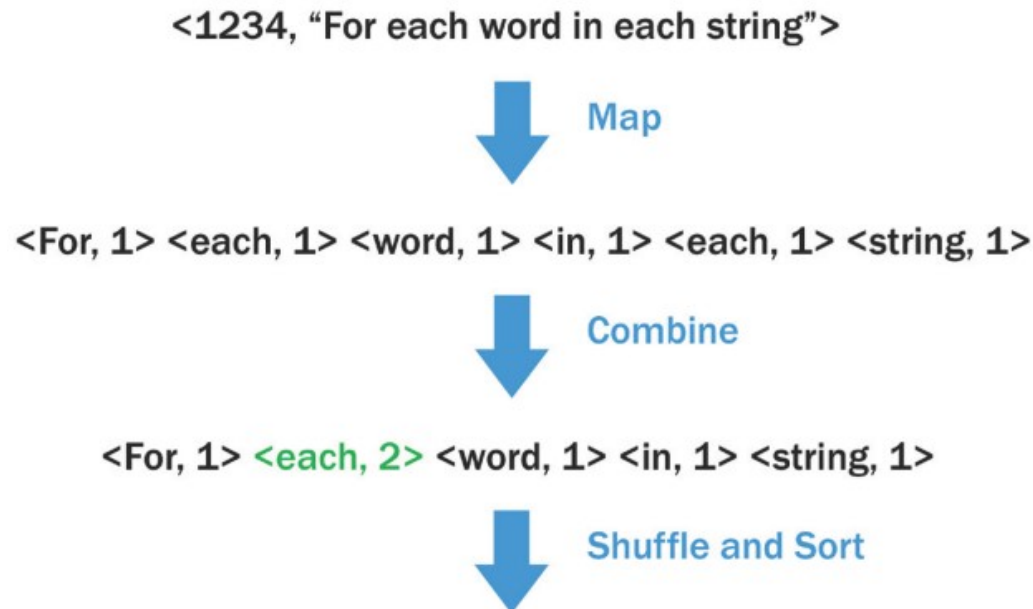 <1234, “For each word in each string”>
Map
<For, 1> <each, 1> <word, 1> <in, 1> <each, 1> <string, 1>
Combine
<For, 1> <each, 2> <word, 1> <in, 1> <string, 1>
Shuffle and Sort